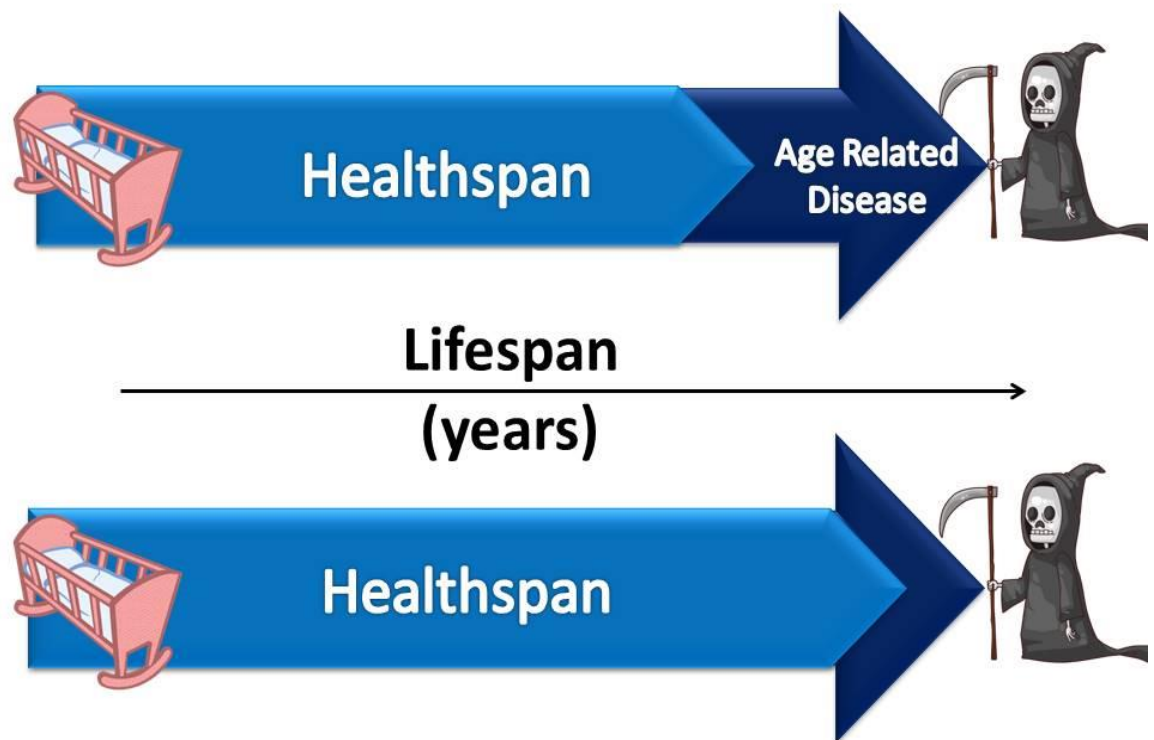 Healthspan
Age Related
Disease
Lifespan
(years)
Healthspan